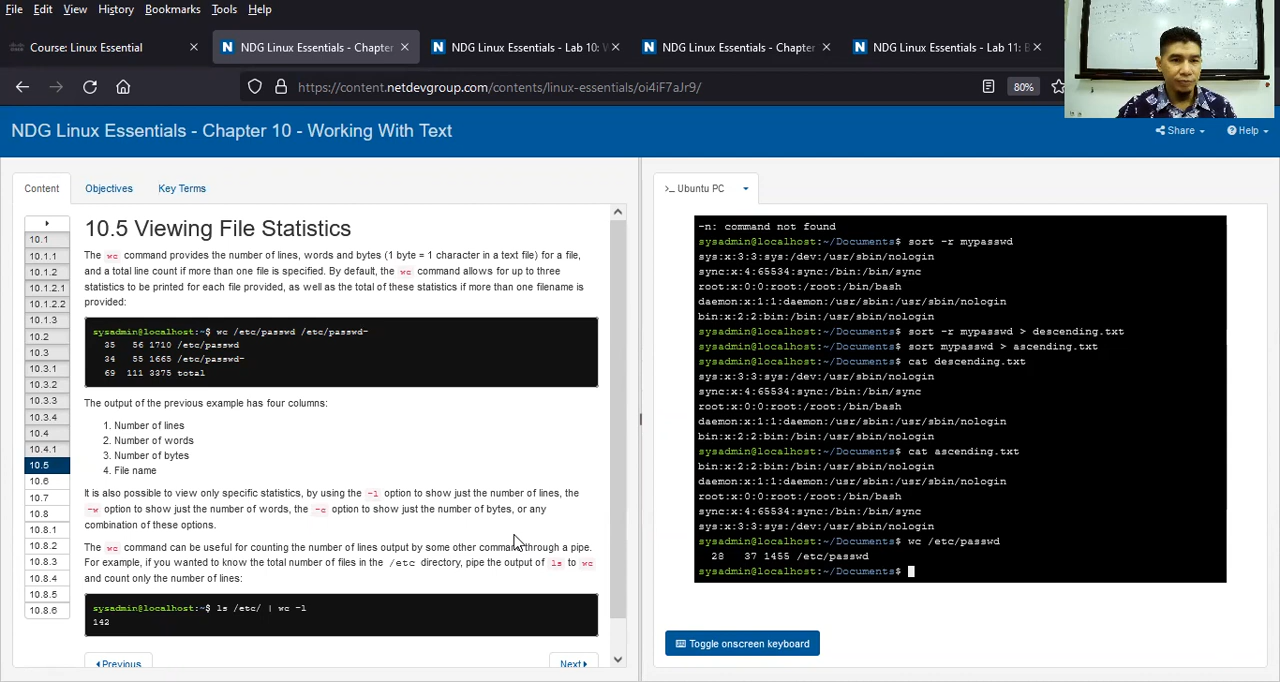 File Edit View History Bookmarks Tools Help
Course: Linux Essential
NDG Linux Essentials - Chapter
NDG Linux Essentials - Lab 10: W
NDG Linux Essentials - Chapter
NDG Linux Essentials - Lab 11: B
https://content.netdevgroup.com/contents/linux-essentials/oi4iF7aJr9/
80%
NDG Linux Essentials - Chapter 10 - Working With Text
Share
Help
Content
Objectives
Key Terms
10.1
10.1.1
10.1.2
10.1.2.1
10.1.2.2
10.1.3
10.2
10.3
10.3.1
10.3.2
10.3.3
10.3.4
10.4
10.4.1
10.5
10.6
10.7
10.8
10.8.1
10.8.2
10.8.3
10.8.4
10.8.5
10.8.6
10.5 Viewing File Statistics
The wc command provides the number of lines, words and bytes (1 byte = 1 character in a text file) for a file,
and a total line count if more than one file is specified. By default, the wc command allows for up to three
statistics to be printed for each file provided, as well as the total of these statistics if more than one filename is
provided:
sysadmin@localhost:~$ wc /etc/passwd /etc/passwd-
35 56 1710 /etc/passwd
34 55 1665 /etc/passwd-
69 111 3375 total
The output of the previous example has four columns:
1. Number of lines
2. Number of words
3. Number of bytes
4. File name
It is also possible to view only specific statistics, by using the -l option to show just the number of lines, the
-w option to show just the number of words, the -c option to show just the number of bytes, or any
combination of these options.
The wc command can be useful for counting the number of lines output by some other command through a pipe.
For example, if you wanted to know the total number of files in the /etc directory, pipe the output of ls to wc
and count only the number of lines:
sysadmin@localhost:~$ ls /etc/ | wc -l
142
Previous
Next
>_ Ubuntu PC
-n: command not found
sysadmin@localhost:~/Documents$ sort -r mypasswd
sys:x:3:3:sys:/dev:/usr/sbin/nologin
sync:x:4:65534:sync:/bin:/bin/sync
root:x:0:0:root:/root:/bin/bash
daemon:x:1:1:daemon:/usr/sbin:/usr/sbin/nologin
bin:x:2:2:bin:/bin:/usr/sbin/nologin
sysadmin@localhost:~/Documents$ sort -r mypasswd > descending.txt
sysadmin@localhost:~/Documents$ sort mypasswd > ascending.txt
sysadmin@localhost:~/Documents$ cat descending.txt
sys:x:3:3:sys:/dev:/usr/sbin/nologin
sync:x:4:65534:sync:/bin:/bin/sync
root:x:0:0:root:/root:/bin/bash
daemon:x:1:1:daemon:/usr/sbin:/usr/sbin/nologin
bin:x:2:2:bin:/bin:/usr/sbin/nologin
sysadmin@localhost:~/Documents$ cat ascending.txt
bin:x:2:2:bin:/bin:/usr/sbin/nologin
daemon:x:1:1:daemon:/usr/sbin:/usr/sbin/nologin
root:x:0:0:root:/root:/bin/bash
sync:x:4:65534:sync:/bin:/bin/sync
sys:x:3:3:sys:/dev:/usr/sbin/nologin
sysadmin@localhost:~/Documents$ wc /etc/passwd
28 37 1455 /etc/passwd
sysadmin@localhost:~/Documents$
Toggle onscreen keyboard